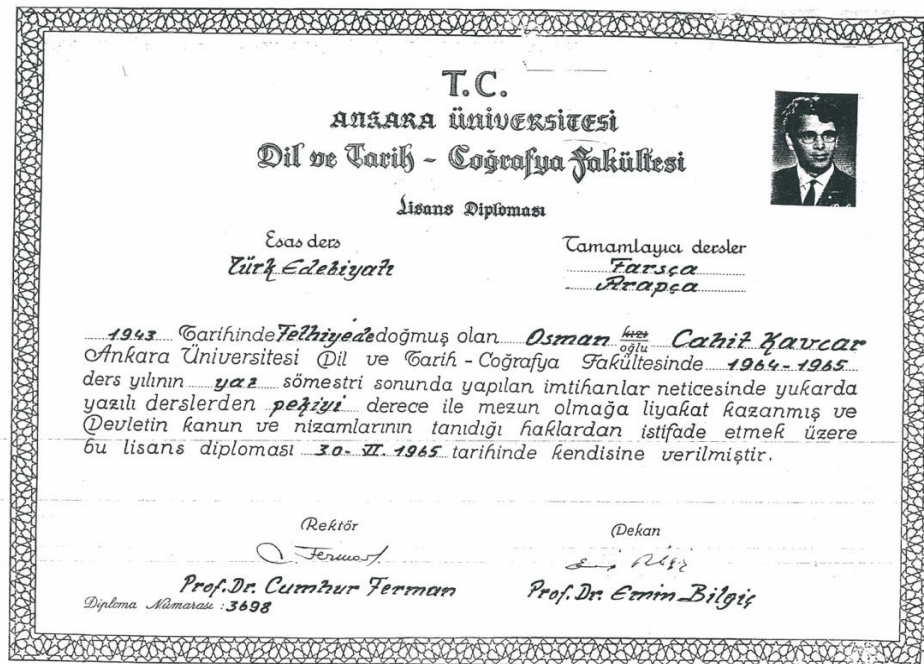 T.C.
ANKARA ÜNİVERSİTESİ
Dil ve Tarih - Coğrafya Fakültesi
Lisans Diploması
Esas ders
Türk Edebiyatı
Tamamlayıcı dersler
Farsça
Arapça
1943 Tarihinde Fethiyede doğmuş olan Osman kızı oğlu Cahit Kavcar
Ankara Üniversitesi Dil ve Tarih - Coğrafya Fakültesinde 1964-1965
ders yılının yaz sömestri sonunda yapılan imtihanlar neticesinde yukarda
yazılı derslerden pekiyi derece ile mezun olmağa liyakat kazanmış ve
Devletin kanun ve nizamlarının tanıdığı haklardan istifade etmek üzere
bu lisans diploması 30-VI-1965 tarihinde kendisine verilmiştir.
Rektör
Prof.Dr. Cumhur Ferman
Dekan
Prof.Dr. Emin Bilgiç
Diploma Numarası : 3698